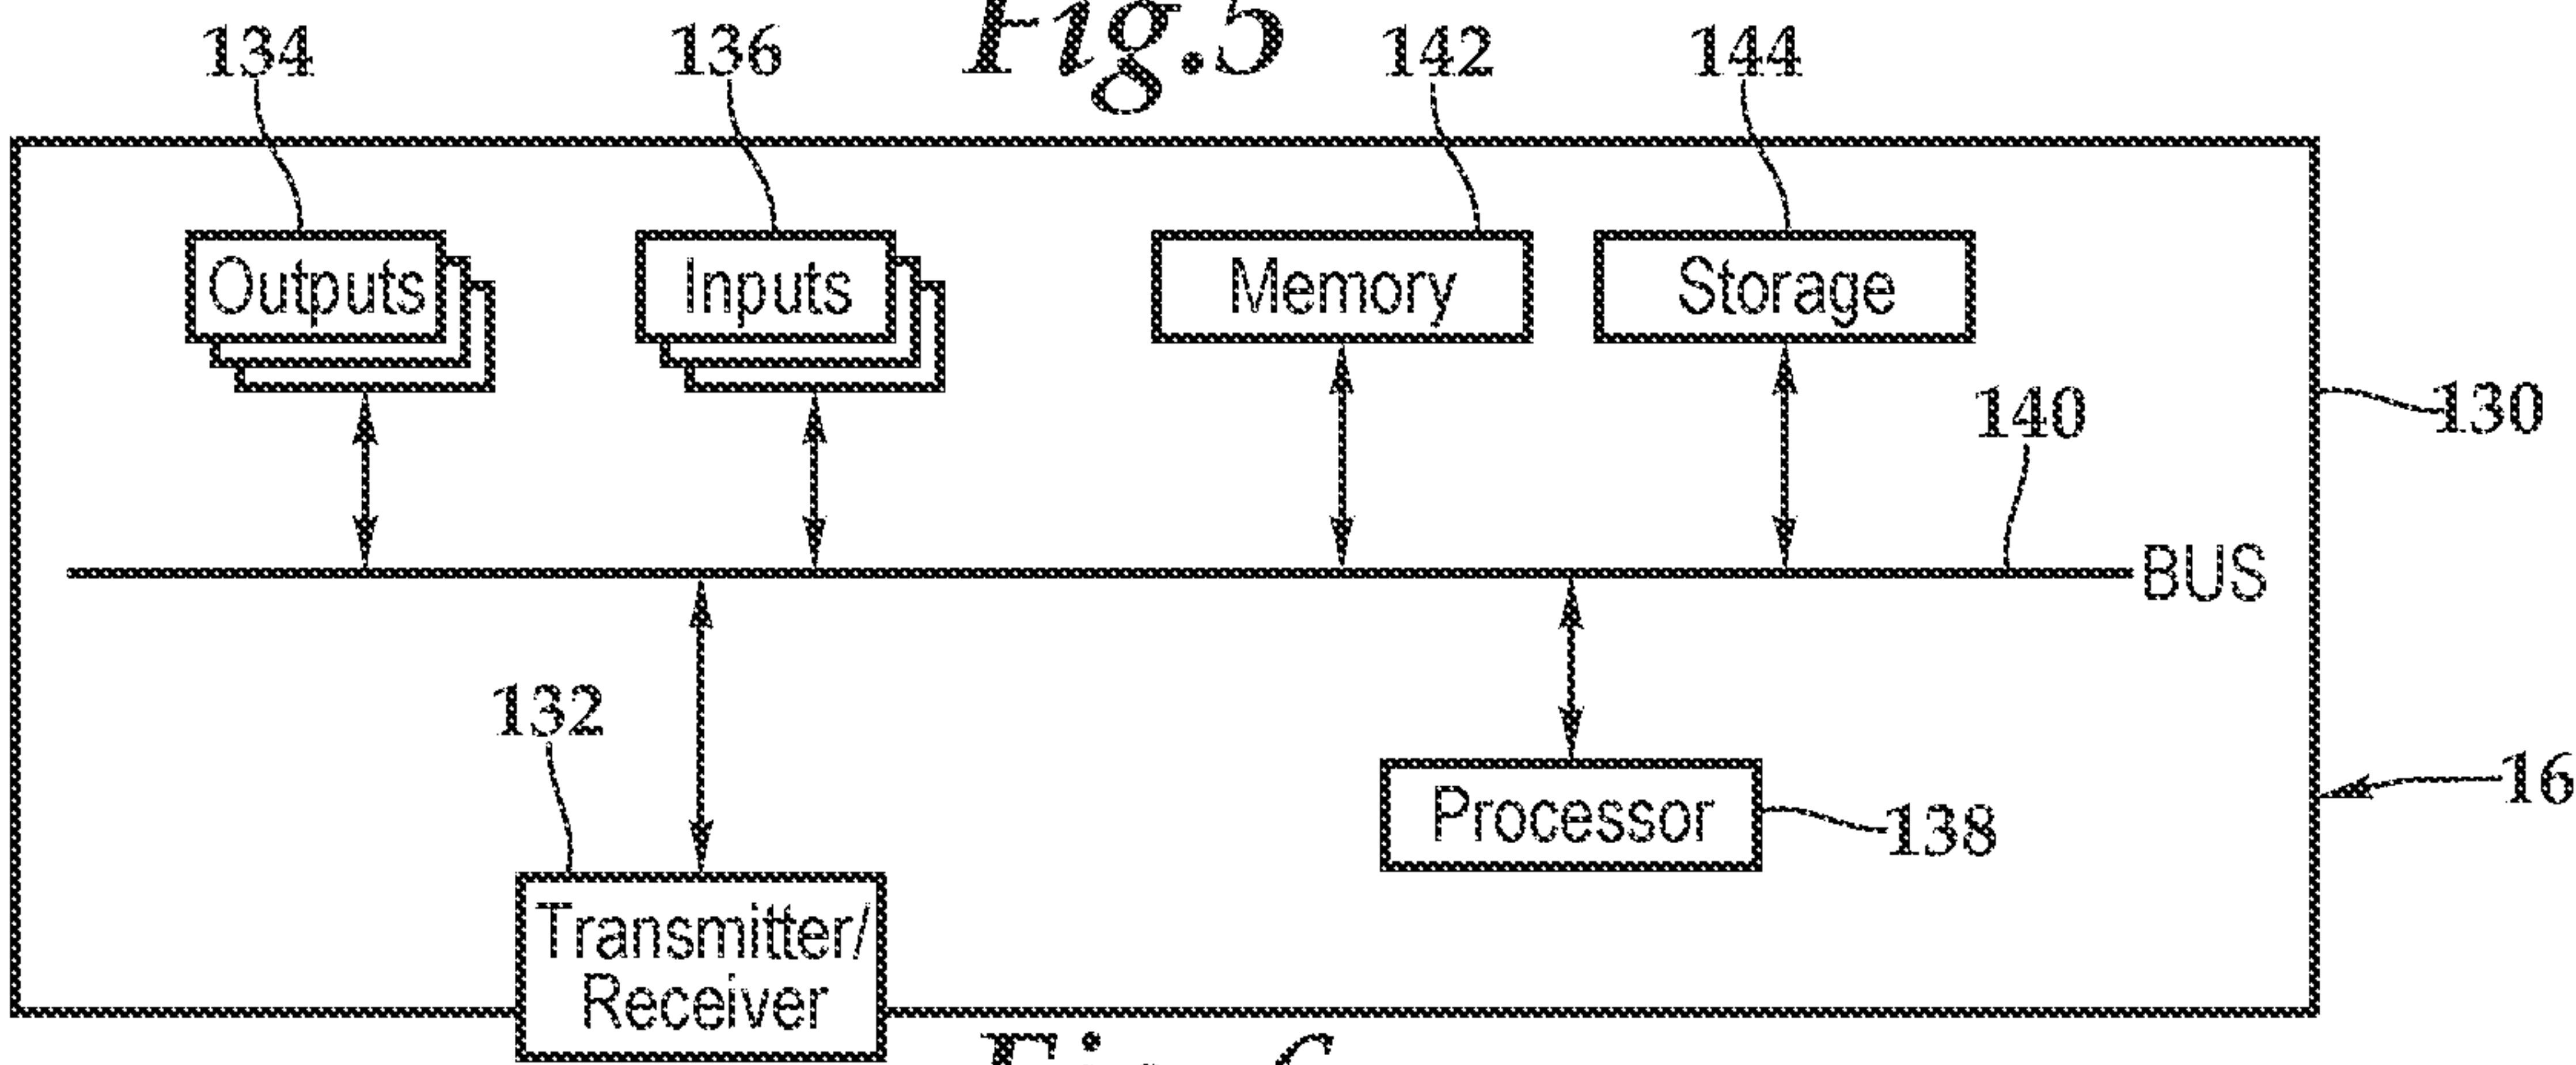 Fig.5
134
136
142
144
Outputs
Inputs
Memory
Storage
130
140
BUS
132
16
Processor
138
Transmitter/
Receiver